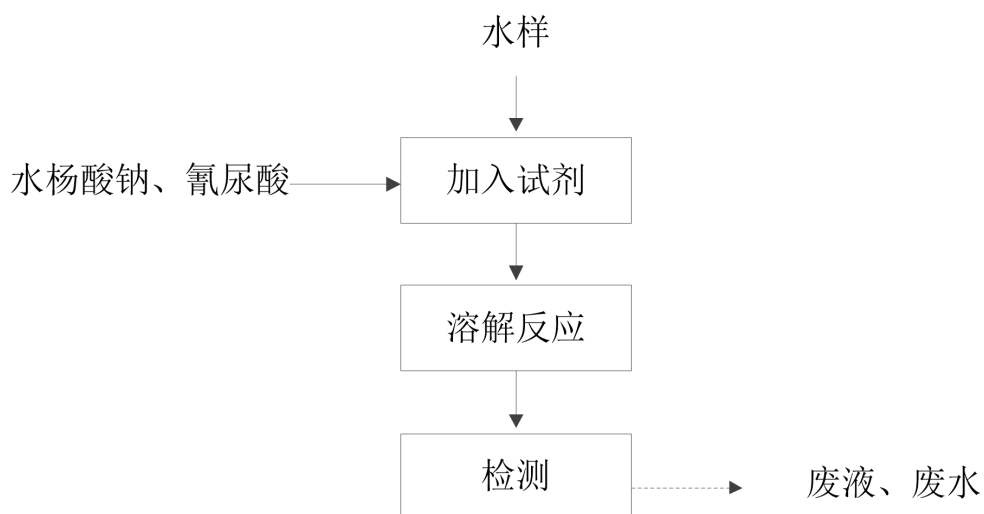 水样
水杨酸钠、氰尿酸
加入试剂
溶解反应
检测
废液、废水